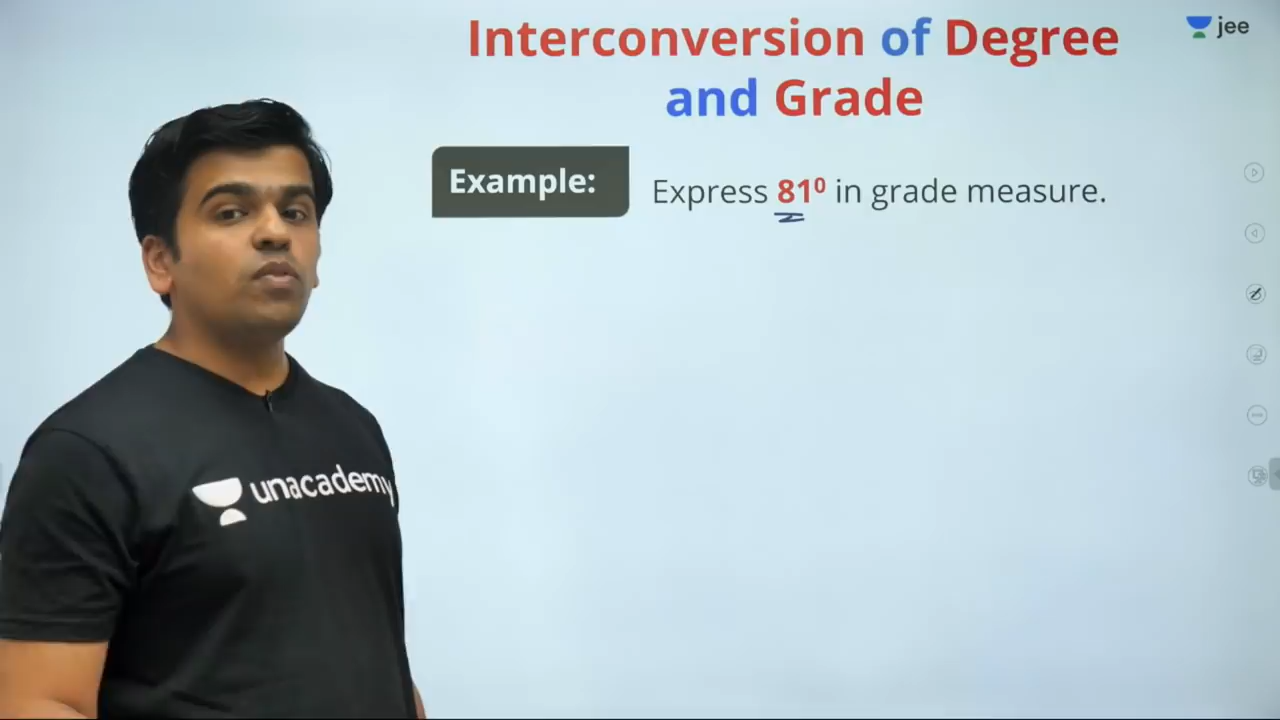 Interconversion of Degree
and Grade
jee
Example:
Express 81⁰ in grade measure.
unacademy